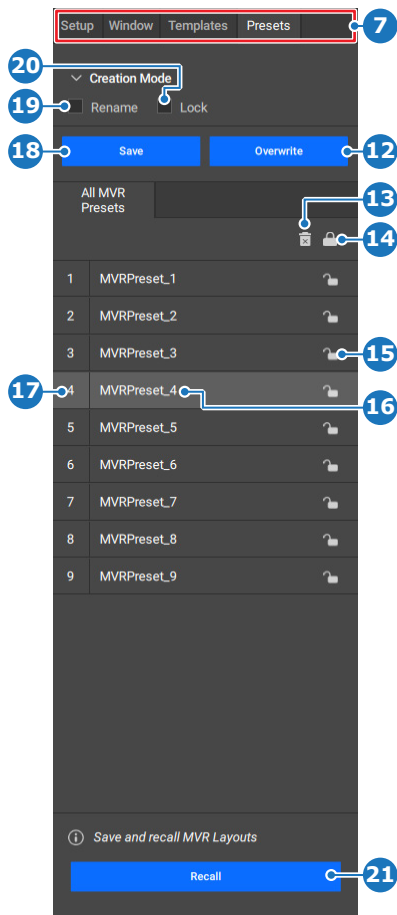 Setup Window Templates Presets 7
20
Creation Mode
19 Rename Lock
18 Save Overwrite 12
All MVR
Presets
13
14
1 MVRPreset_1
2 MVRPreset_2
3 MVRPreset_3 15
17 4 MVRPreset_4 16
5 MVRPreset_5
6 MVRPreset_6
7 MVRPreset_7
8 MVRPreset_8
9 MVRPreset_9
Save and recall MVR Layouts
Recall 21